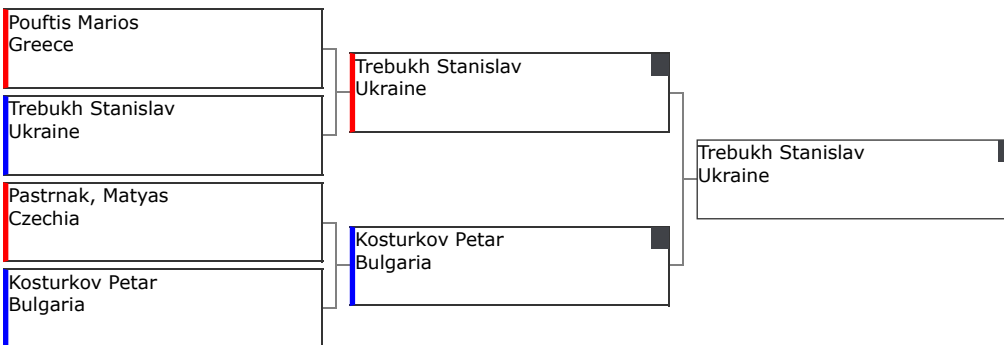 Pouftis Marios
Greece
Trebukh Stanislav
Ukraine
Pastrnak, Matyas
Czechia
Kosturkov Petar
Bulgaria
Trebukh Stanislav
Ukraine
Kosturkov Petar
Bulgaria
Trebukh Stanislav
Ukraine